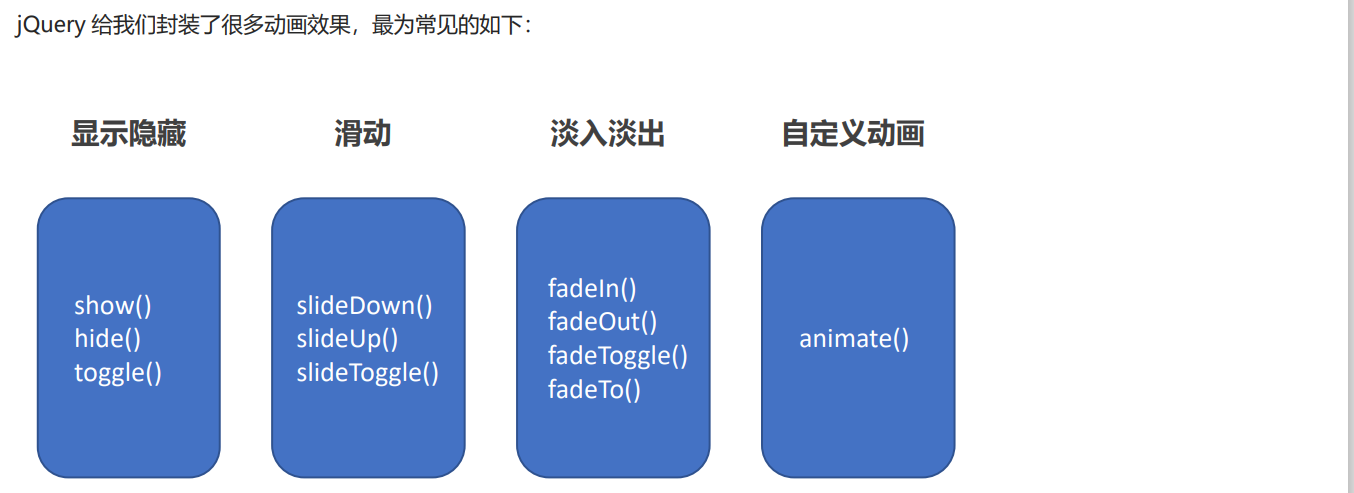 jQuery 给我们封装了很多动画效果，最为常见的如下：
显示隐藏
滑动
淡入淡出
自定义动画
show()
hide()
toggle()
slideDown()
slideUp()
slideToggle()
fadeIn()
fadeOut()
fadeToggle()
fadeTo()
animate()